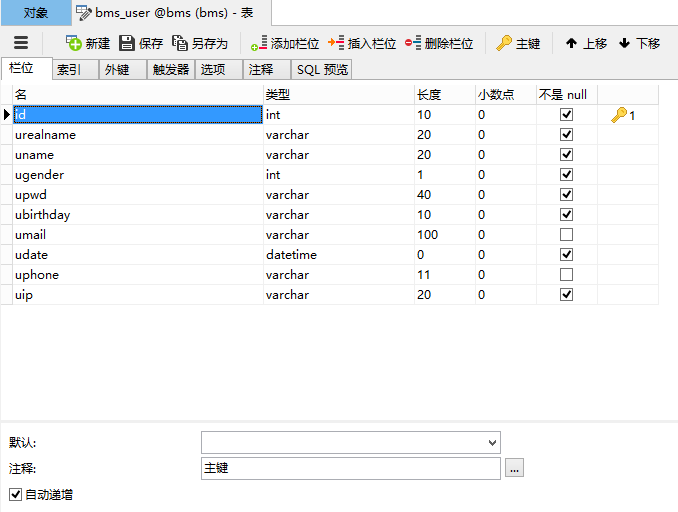 对象 bms_user @bms (bms) - 表
新建 保存 另存为 添加栏位 插入栏位 删除栏位 主键 上移 下移
栏位 索引 外键 触发器 选项 注释 SQL 预览
名 类型 长度 小数点 不是 null
id int 10 0 1
urealname varchar 20 0
uname varchar 20 0
ugender int 1 0
upwd varchar 40 0
ubirthday varchar 10 0
umail varchar 100 0
udate datetime 0 0
uphone varchar 11 0
uip varchar 20 0
默认:
注释: 主键 ...
自动递增